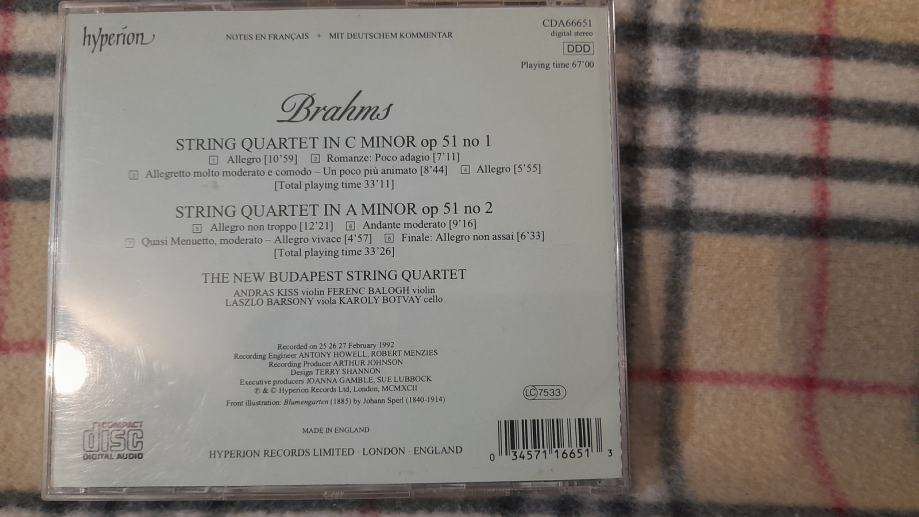 hyperion
NOTES EN FRANÇAIS + MIT DEUTSCHEM KOMMENTAR
CDA66651
digital stereo
DDD
Playing time 67'00
Brahms
STRING QUARTET IN C MINOR op 51 no 1
1 Allegro [10'59] 2 Romanze: Poco adagio [7'11]
3 Allegretto molto moderato e comodo – Un poco più animato [8'44] 4 Allegro [5'55]
[Total playing time 33'11]
STRING QUARTET IN A MINOR op 51 no 2
5 Allegro non troppo [12'21] 6 Andante moderato [9'16]
7 Quasi Menuetto, moderato – Allegro vivace [4'57] 8 Finale: Allegro non assai [6'33]
[Total playing time 33'26]
THE NEW BUDAPEST STRING QUARTET
ANDRAS KISS violin FERENC BALOGH violin
LASZLO BARSONY viola KAROLY BOTVAY cello
Recorded on 25 26 27 February 1992
Recording Engineer ANTONY HOWELL, ROBERT MENZIES
Recording Producer ARTHUR JOHNSON
Design TERRY SHANNON
Executive producers JOANNA GAMBLE, SUE LUBBOCK
℗ & © Hyperion Records Ltd, London, MCMXCII
Front illustration: Blumengarten (1885) by Johann Sperl (1840-1914)
LC 7533
MADE IN ENGLAND
COMPACT
disc
DIGITAL AUDIO
HYPERION RECORDS LIMITED · LONDON · ENGLAND
0 34571 16651 3